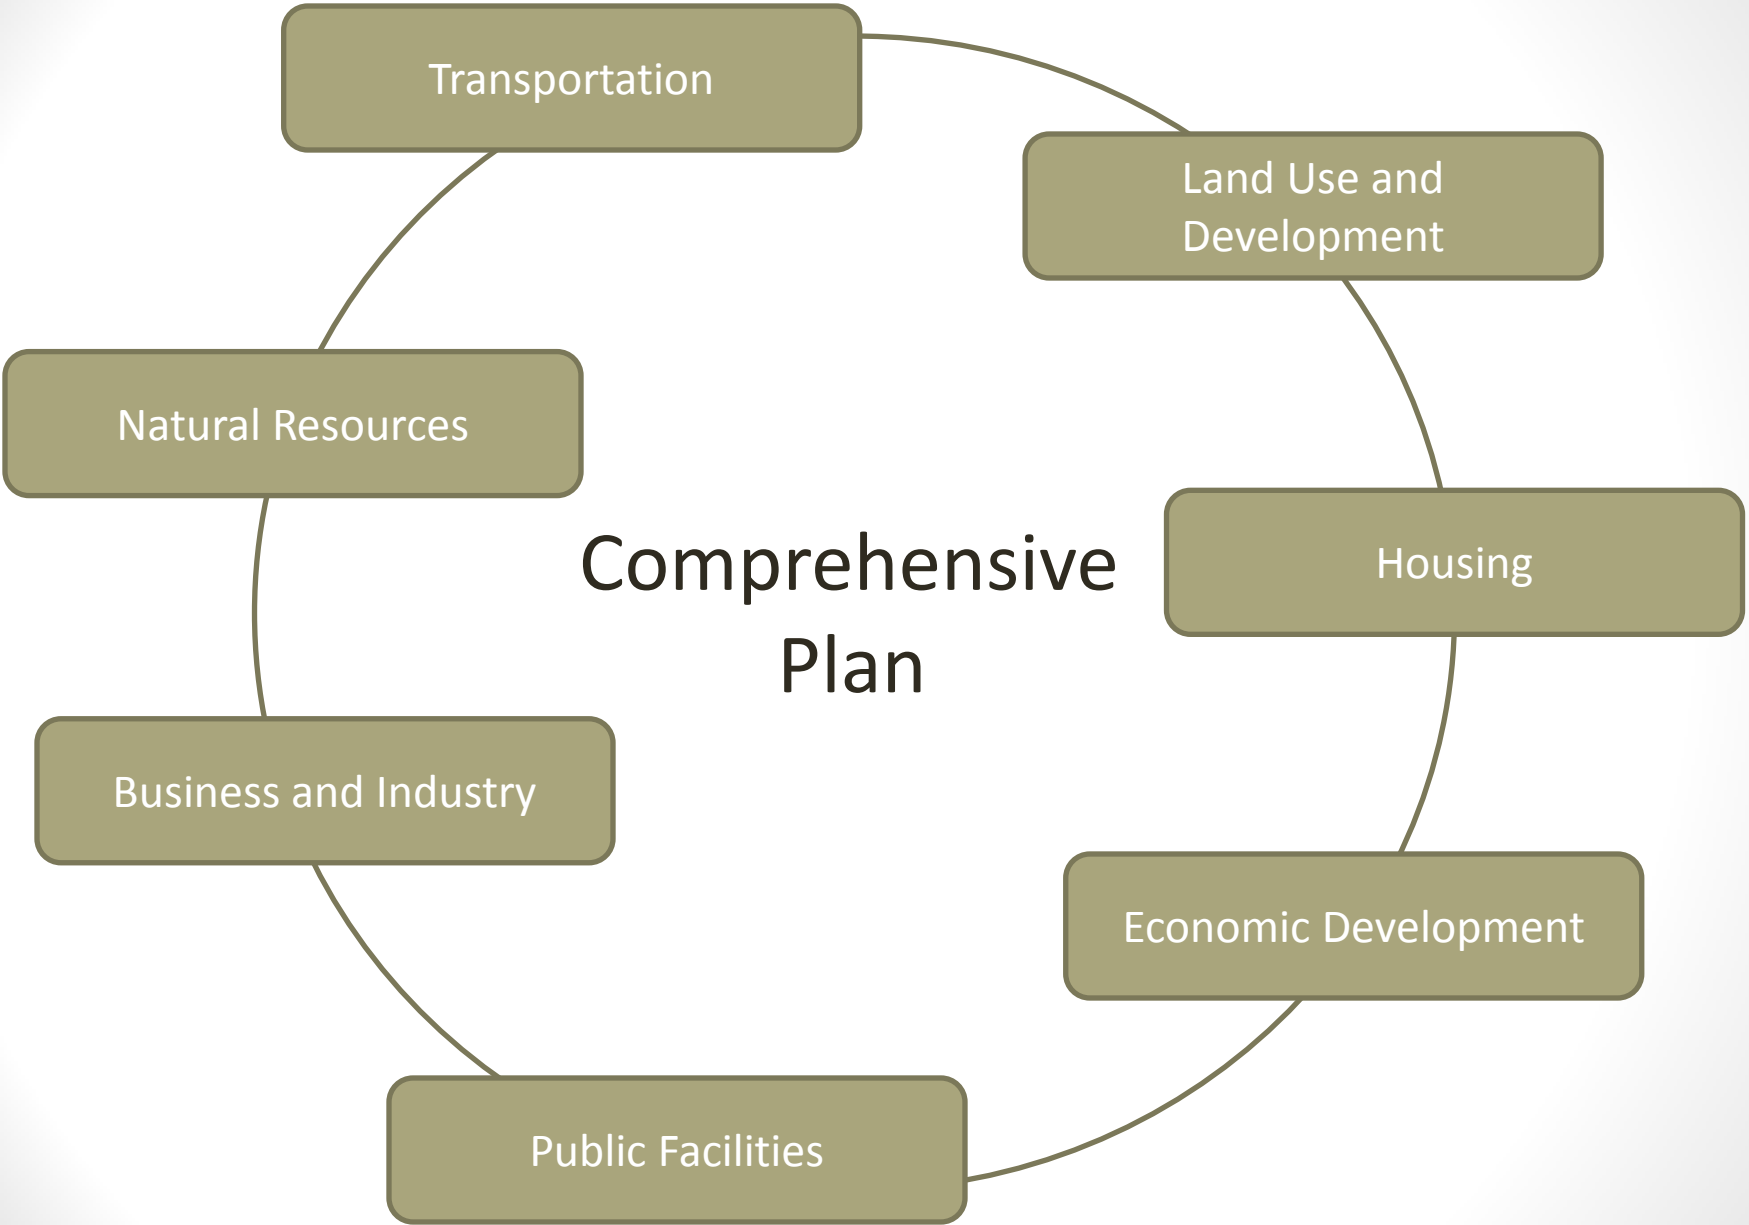 Transportation
Land Use and
Development
Natural Resources
Comprehensive
Plan
Housing
Business and Industry
Economic Development
Public Facilities